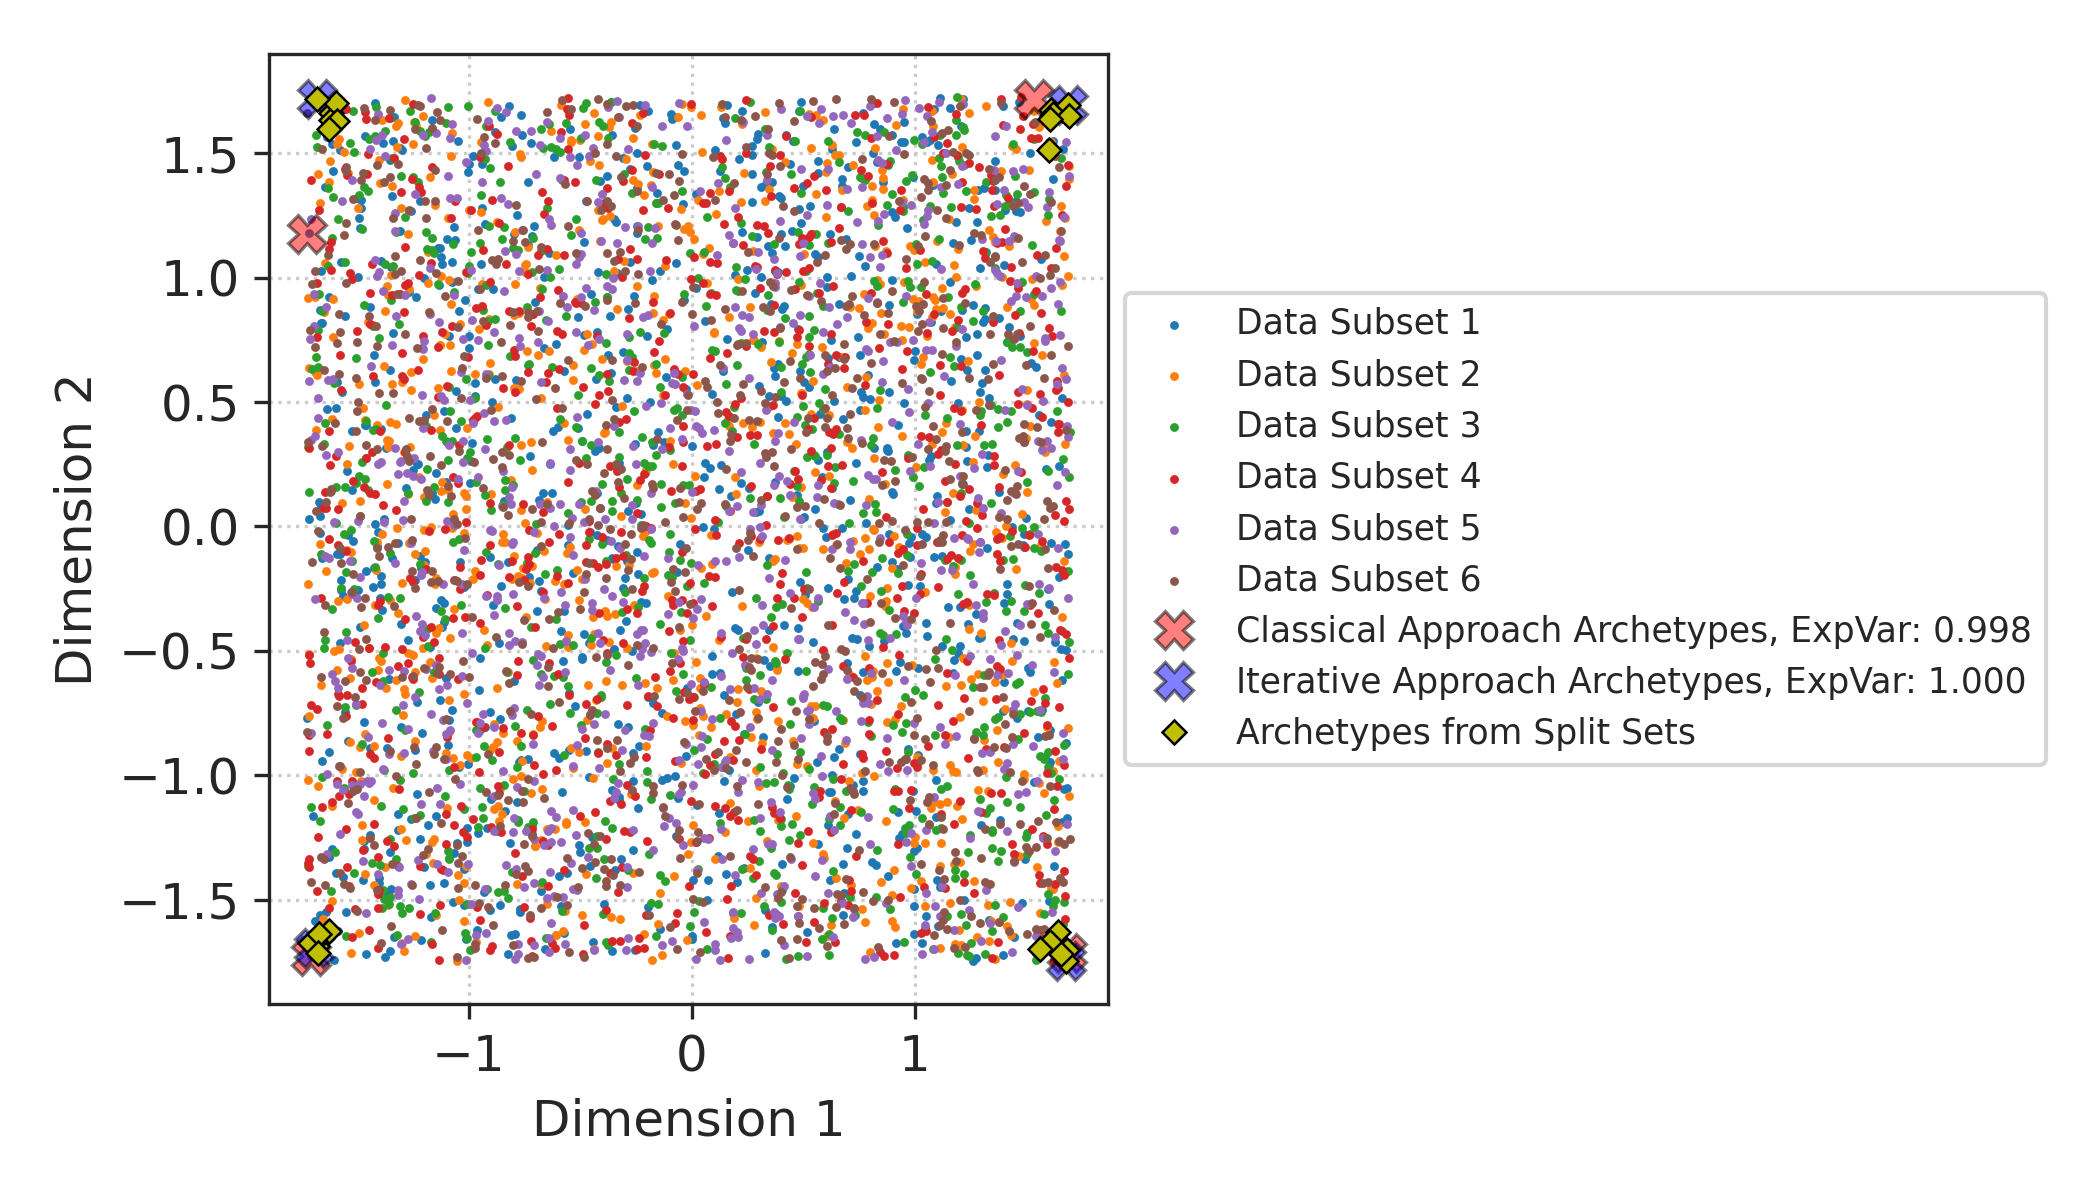 1.5
1.0
0.5
0.0
−0.5
−1.0
−1.5
Dimension 2
−1
0
1
Dimension 1
Data Subset 1
Data Subset 2
Data Subset 3
Data Subset 4
Data Subset 5
Data Subset 6
Classical Approach Archetypes, ExpVar: 0.998
Iterative Approach Archetypes, ExpVar: 1.000
Archetypes from Split Sets